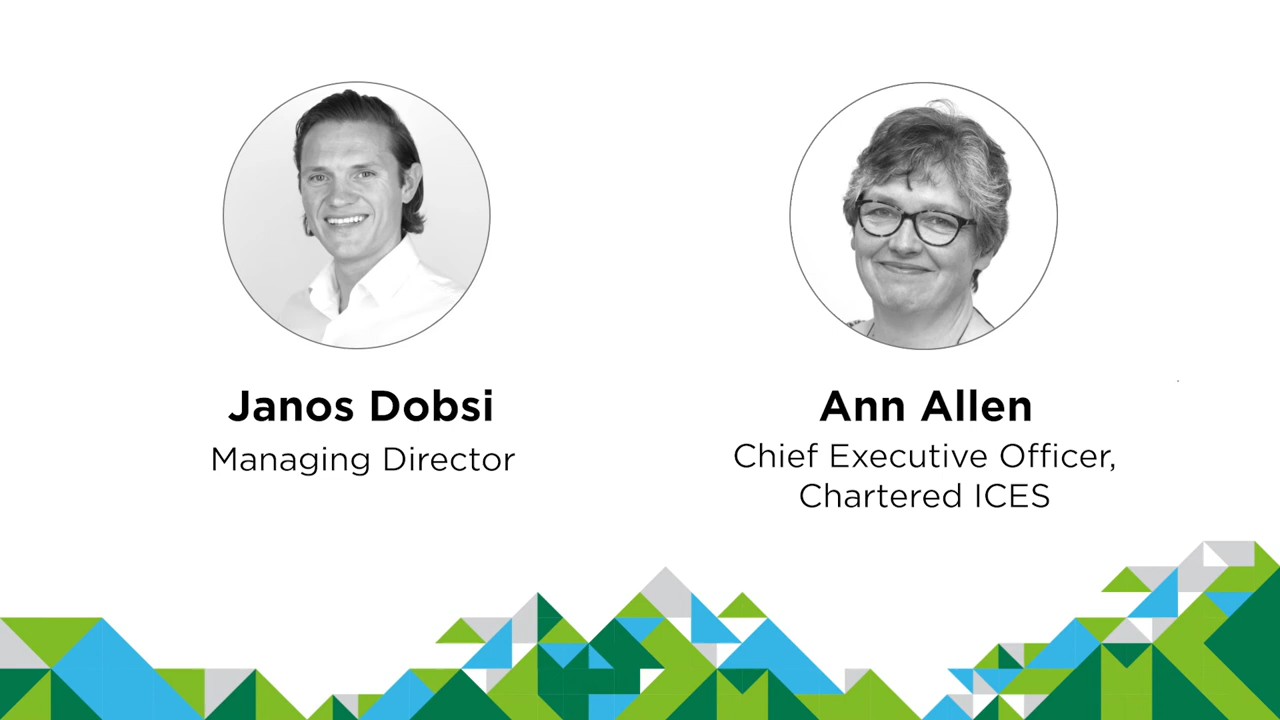 Janos Dobsi
Managing Director
Ann Allen
Chief Executive Officer,
Chartered ICES